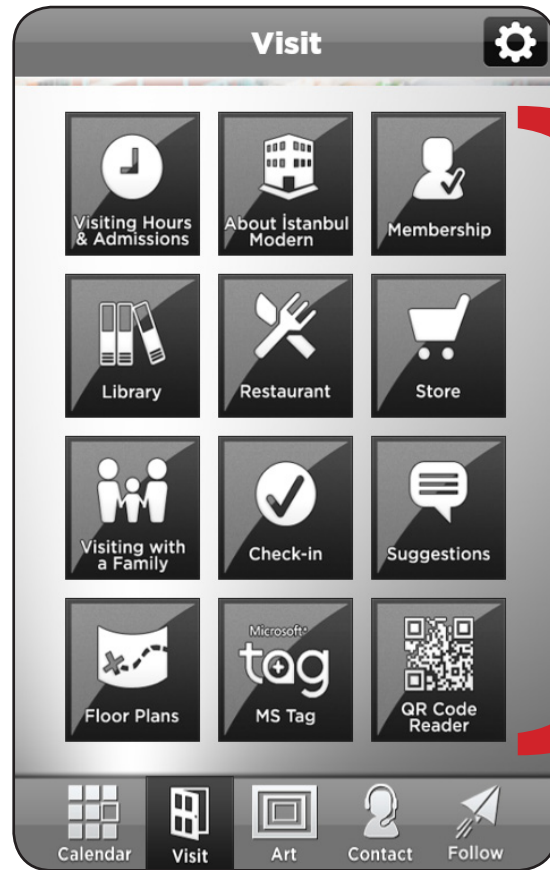 Visit
Visiting Hours
& Admissions
About İstanbul
Modern
Membership
Library
Restaurant
Store
Visiting with
a Family
Check-in
Suggestions
Floor Plans
Microsoft
tag
MS Tag
QR Code
Reader
Calendar
Visit
Art
Contact
Follow